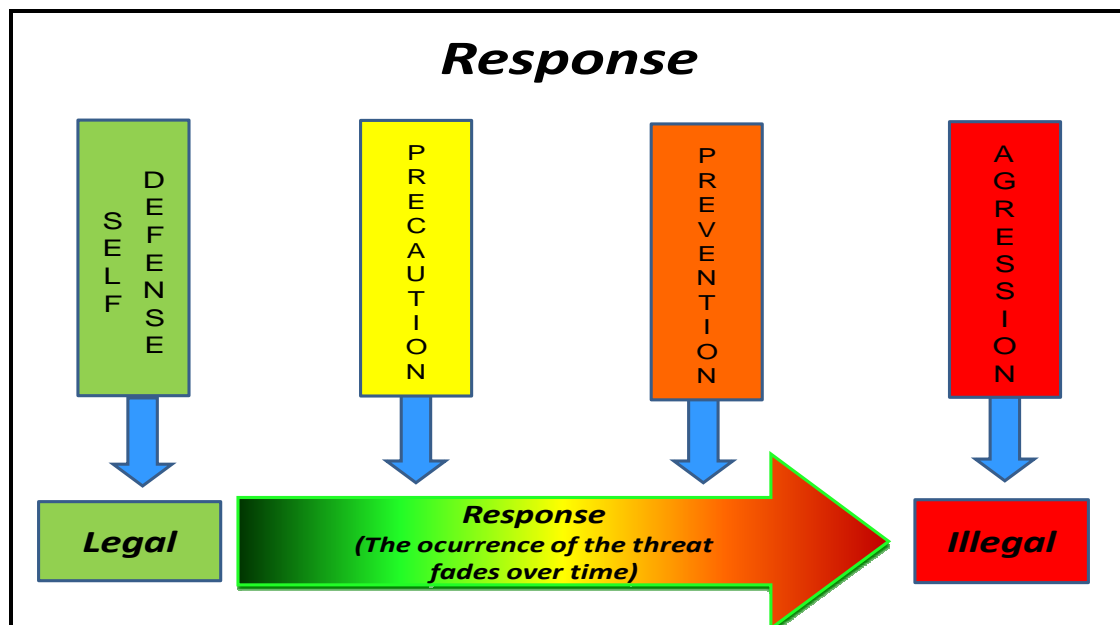 Response
SELF
DEFENSE
PRECAUTION
PREVENTION
AGRESSION
Legal
Response
(The ocurrence of the threat
fades over time)
Illegal